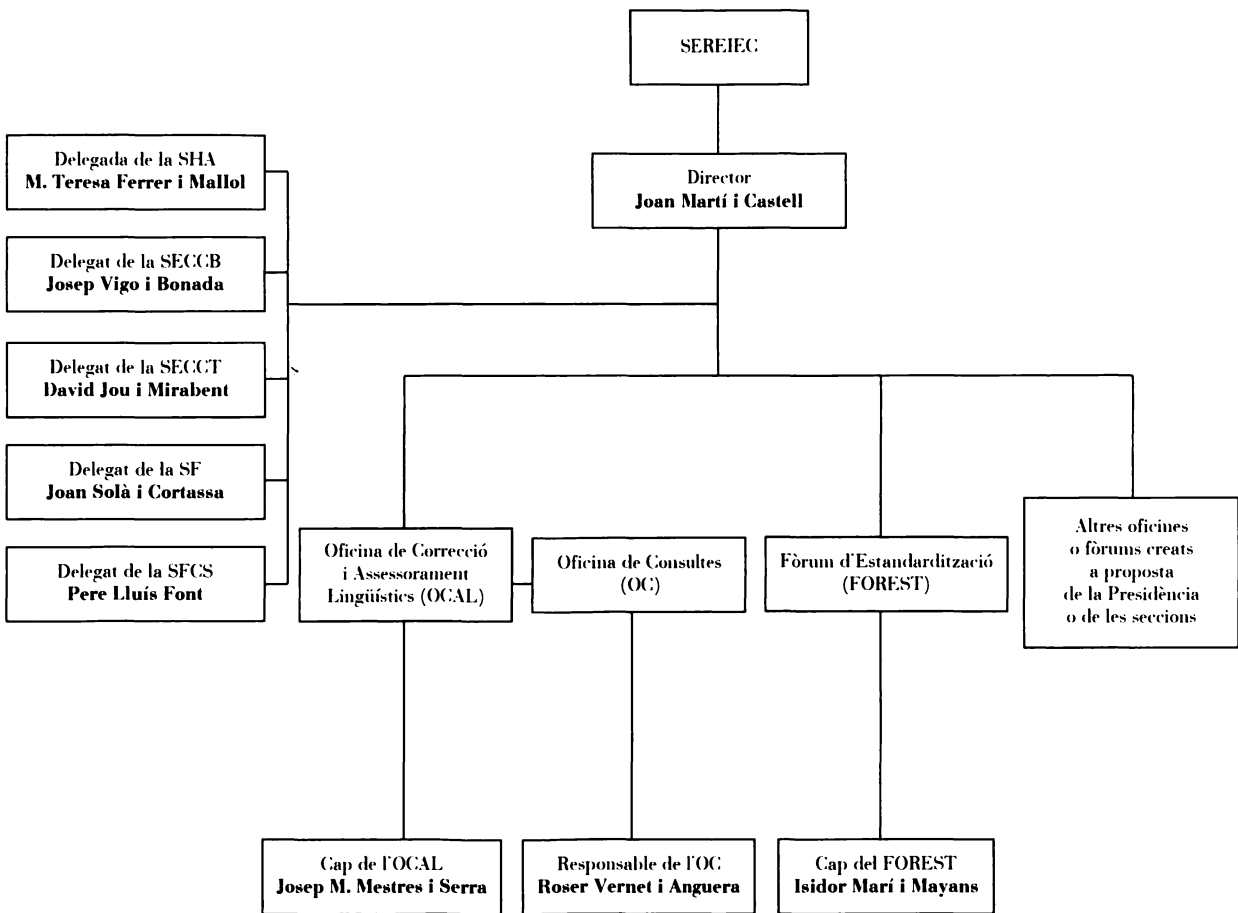 SEREIEC
Director
Joan Martí i Castell
Delegada de la SHA
M. Teresa Ferrer i Mallol
Delegat de la SECCB
Josep Vigo i Bonada
Delegat de la SECCT
David Jou i Mirabent
Delegat de la SF
Joan Solà i Cortassa
Delegat de la SFCS
Pere Lluís Font
Oficina de Correcció
i Assessorament
Lingüístics (OCAL)
Oficina de Consultes
(OC)
Fòrum d'Estandardització
(FOREST)
Altres oficines
o fòrums creats
a proposta
de la Presidència
o de les seccions
Cap de l'OCAL
Josep M. Mestres i Serra
Responsable de l'OC
Roser Vernet i Anguera
Cap del FOREST
Isidor Marí i Mayans